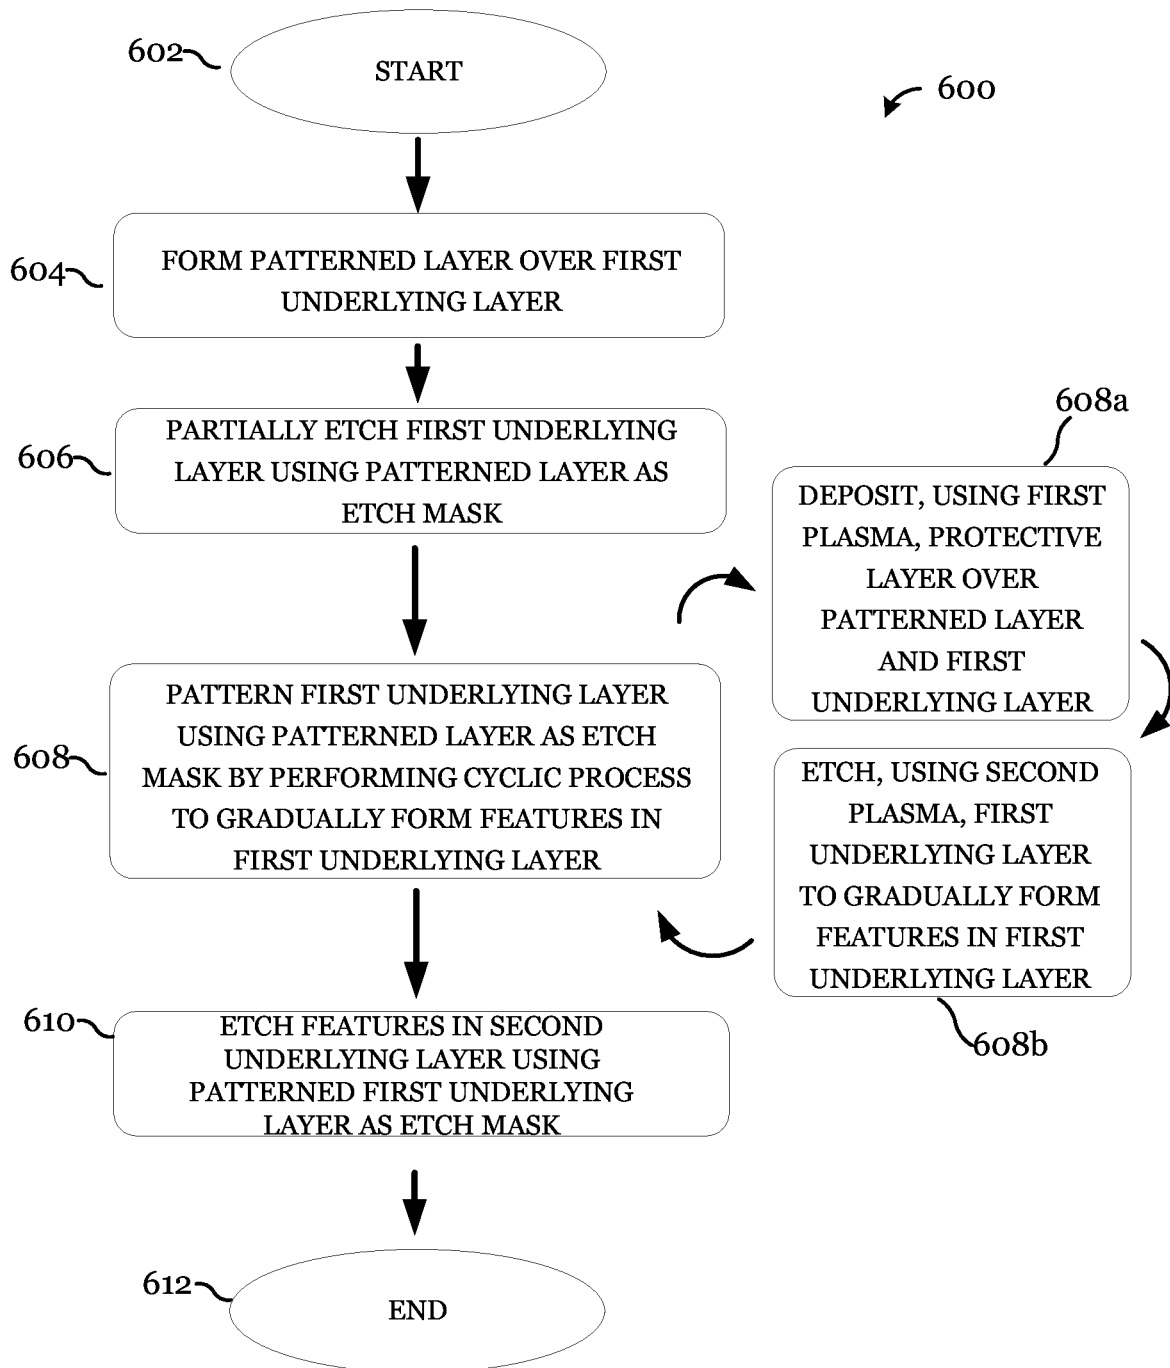 602
START
600
604
FORM PATTERNED LAYER OVER FIRST
UNDERLYING LAYER
606
PARTIALLY ETCH FIRST UNDERLYING
LAYER USING PATTERNED LAYER AS
ETCH MASK
608a
DEPOSIT, USING FIRST
PLASMA, PROTECTIVE
LAYER OVER
PATTERNED LAYER
AND FIRST
UNDERLYING LAYER
608
PATTERN FIRST UNDERLYING LAYER
USING PATTERNED LAYER AS ETCH
MASK BY PERFORMING CYCLIC PROCESS
TO GRADUALLY FORM FEATURES IN
FIRST UNDERLYING LAYER
ETCH, USING SECOND
PLASMA, FIRST
UNDERLYING LAYER
TO GRADUALLY FORM
FEATURES IN FIRST
UNDERLYING LAYER
608b
610
ETCH FEATURES IN SECOND
UNDERLYING LAYER USING
PATTERNED FIRST UNDERLYING
LAYER AS ETCH MASK
612
END